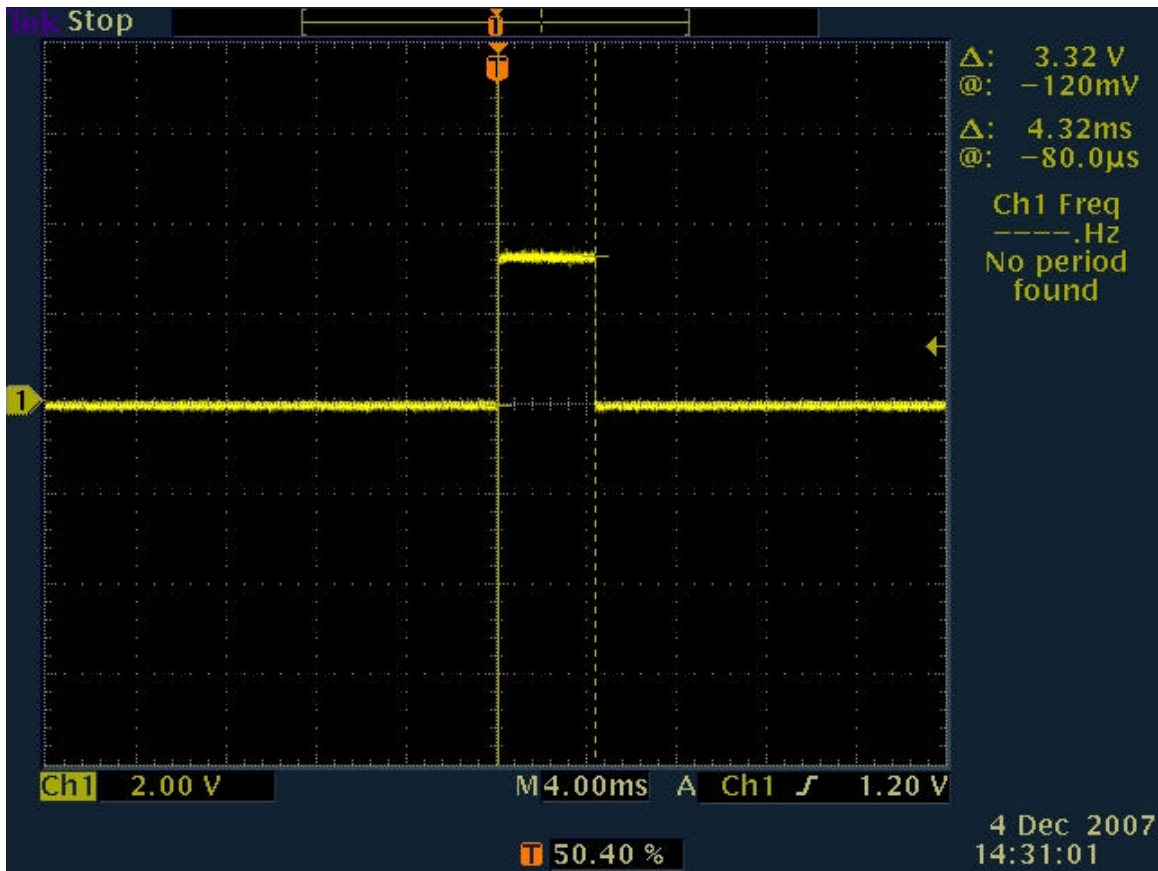 Tek Stop
T
T
Δ: 3.32 V
@: −120mV
Δ: 4.32ms
@: −80.0μs
Ch1 Freq
−−−−.Hz
No period
found
1
Ch1 2.00 V M 4.00ms A Ch1 1.20 V
T 50.40 %
4 Dec 2007
14:31:01